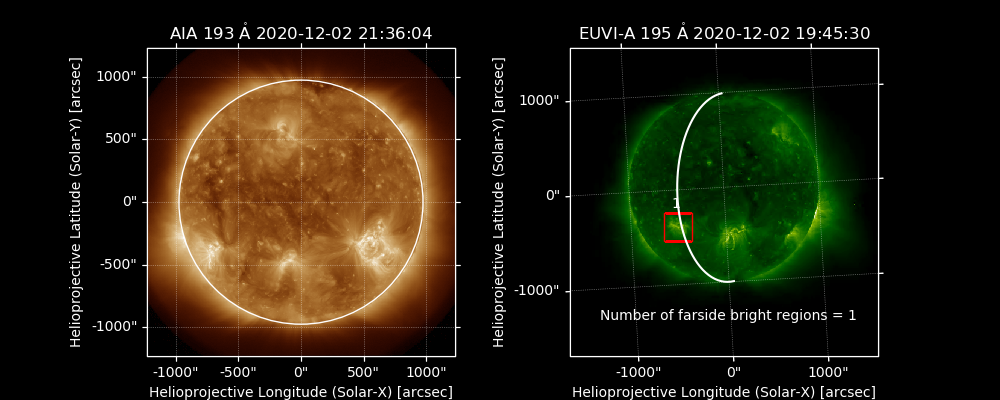 AIA 193 Å 2020-12-02 21:36:04
Helioprojective Latitude (Solar-Y) [arcsec]
1000"
500"
0"
-500"
-1000"
-1000" -500" 0" 500" 1000"
Helioprojective Longitude (Solar-X) [arcsec]
EUVI-A 195 Å 2020-12-02 19:45:30
Helioprojective Latitude (Solar-Y) [arcsec]
1000"
0"
-1000"
1
Number of farside bright regions = 1
-1000" 0" 1000"
Helioprojective Longitude (Solar-X) [arcsec]